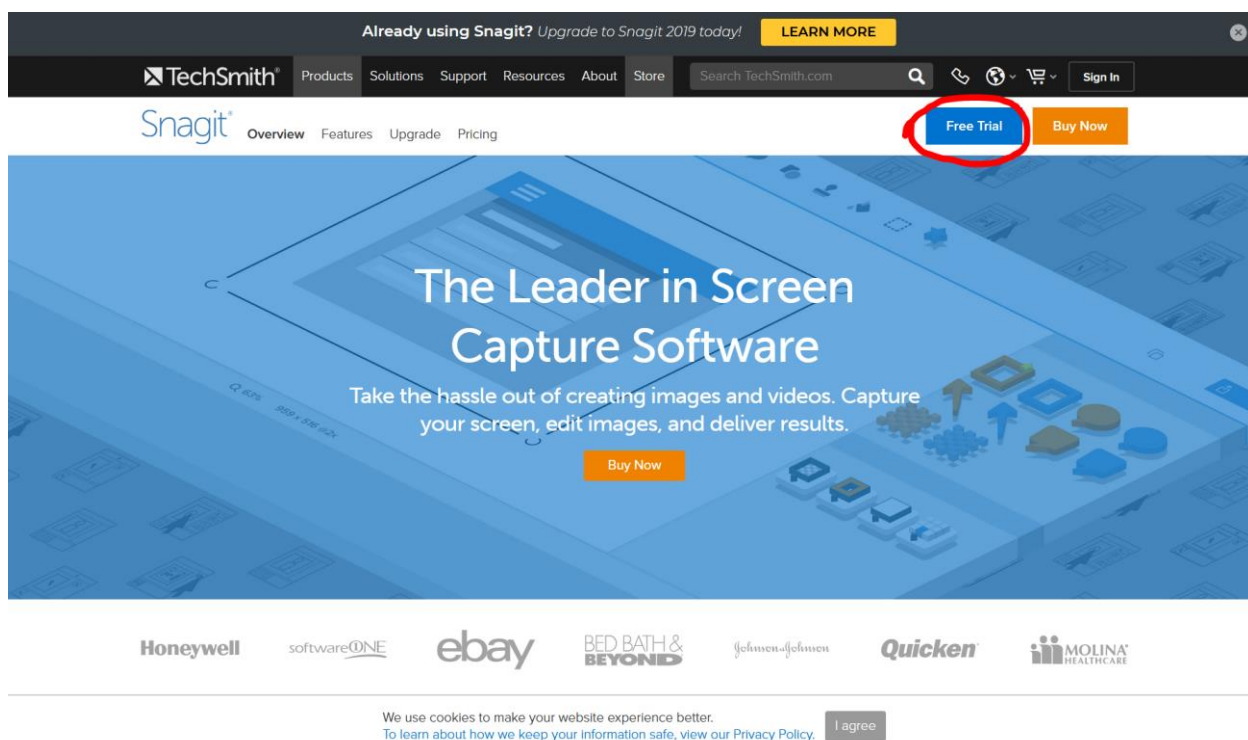 Already using Snagit? Upgrade to Snagit 2019 today! LEARN MORE
TechSmith® Products Solutions Support Resources About Store Search TechSmith.com Sign In
Snagit® Overview Features Upgrade Pricing Free Trial Buy Now
The Leader in Screen
Capture Software
Take the hassle out of creating images and videos. Capture
your screen, edit images, and deliver results.
Buy Now
63%
Honeywell softwareONE ebay BED BATH & BEYOND Johnson&Johnson Quicken MOLINA HEALTHCARE
We use cookies to make your website experience better.
To learn about how we keep your information safe, view our Privacy Policy.
I agree